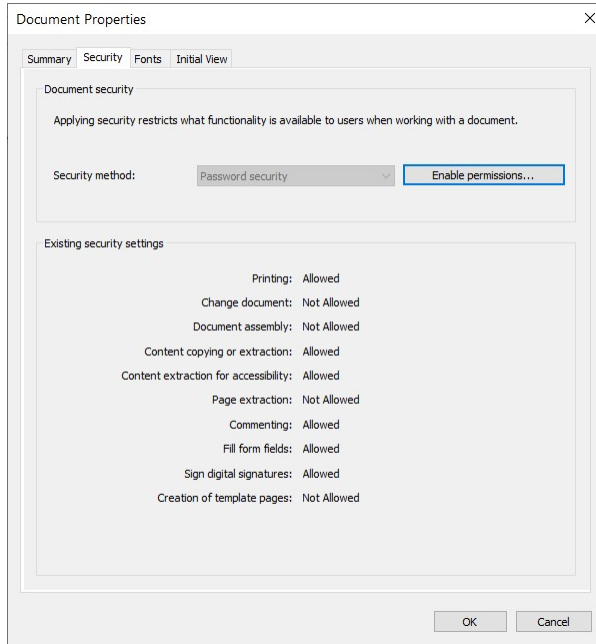 Document Properties
Summary Security Fonts Initial View
Document security
Applying security restricts what functionality is available to users when working with a document.
Security method: Password security Enable permissions...
Existing security settings
Printing: Allowed
Change document: Not Allowed
Document assembly: Not Allowed
Content copying or extraction: Allowed
Content extraction for accessibility: Allowed
Page extraction: Not Allowed
Commenting: Allowed
Fill form fields: Allowed
Sign digital signatures: Allowed
Creation of template pages: Not Allowed
OK Cancel